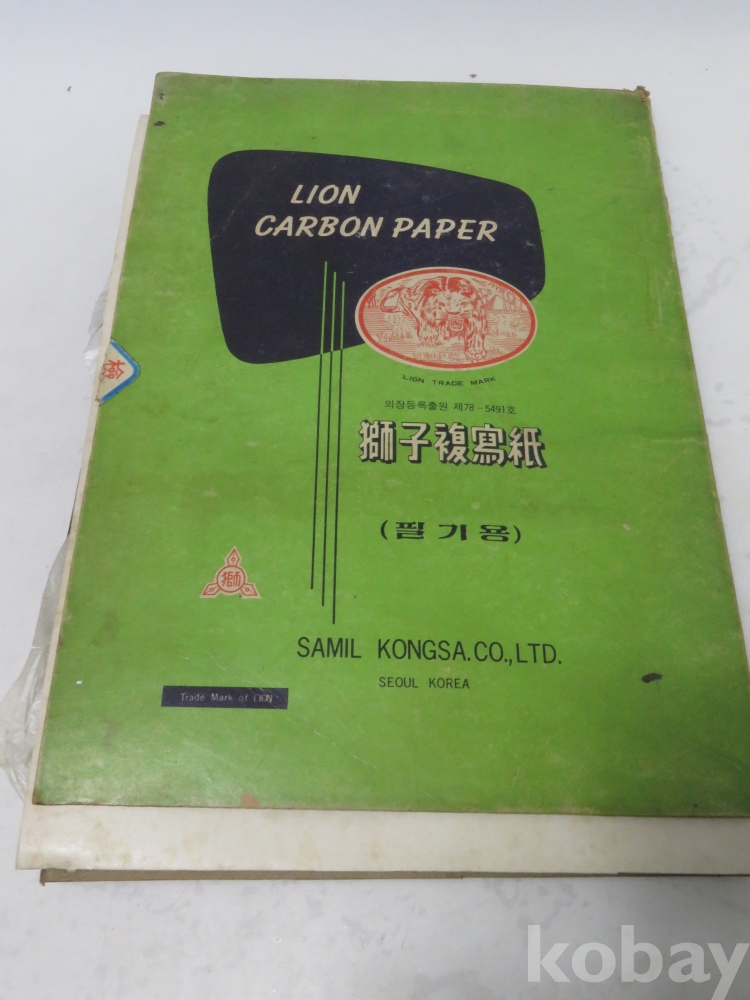 LION
CARBON PAPER
LION TRADE MARK
의장등록출원 제78-5491호
獅子複寫紙
(필기용)
檢
獅
SAMIL KONGSA.CO.,LTD.
SEOUL KOREA
Trade Mark of LION
kobay